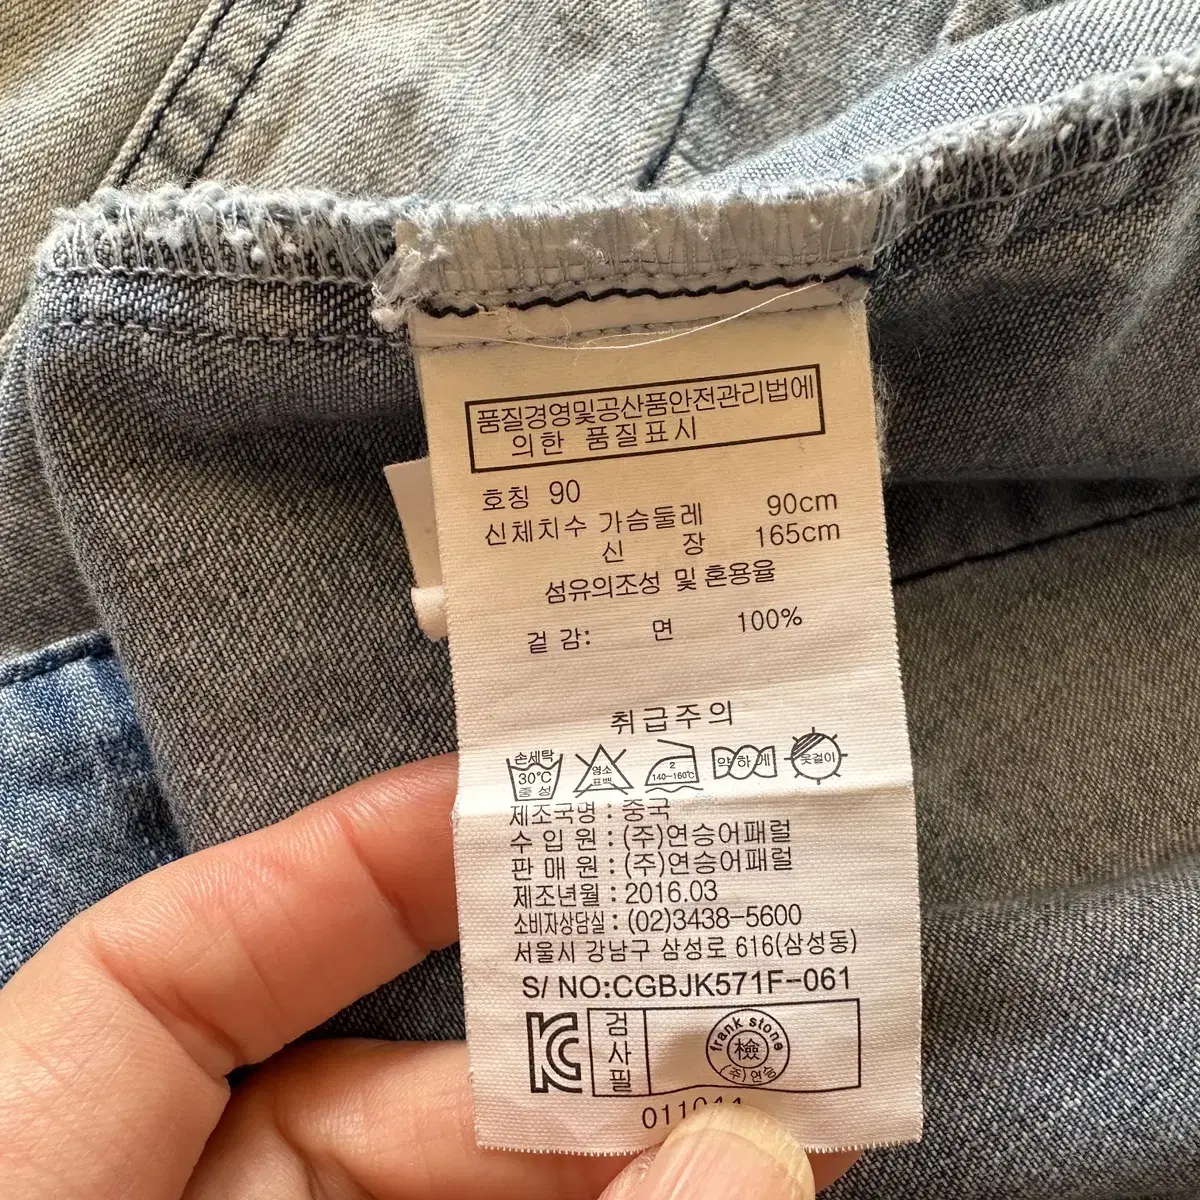 품질경영및공산품안전관리법에
의한 품질표시
호칭 90
신체치수 가슴둘레 90cm
신 장 165cm
섬유의조성 및 혼용율
겉 감: 면 100%
취급주의
손세탁 30℃ 중성
염소 표백
2 140~160℃
약하게
옷걸이
제조국명 : 중국
수 입 원 : (주)연승어패럴
판 매 원 : (주)연승어패럴
제조년월 : 2016.03
소비자상담실 : (02)3438-5600
서울시 강남구 삼성로 616(삼성동)
S/ NO:CGBJK571F-061
검사필
frank stone
檢
(주)연승